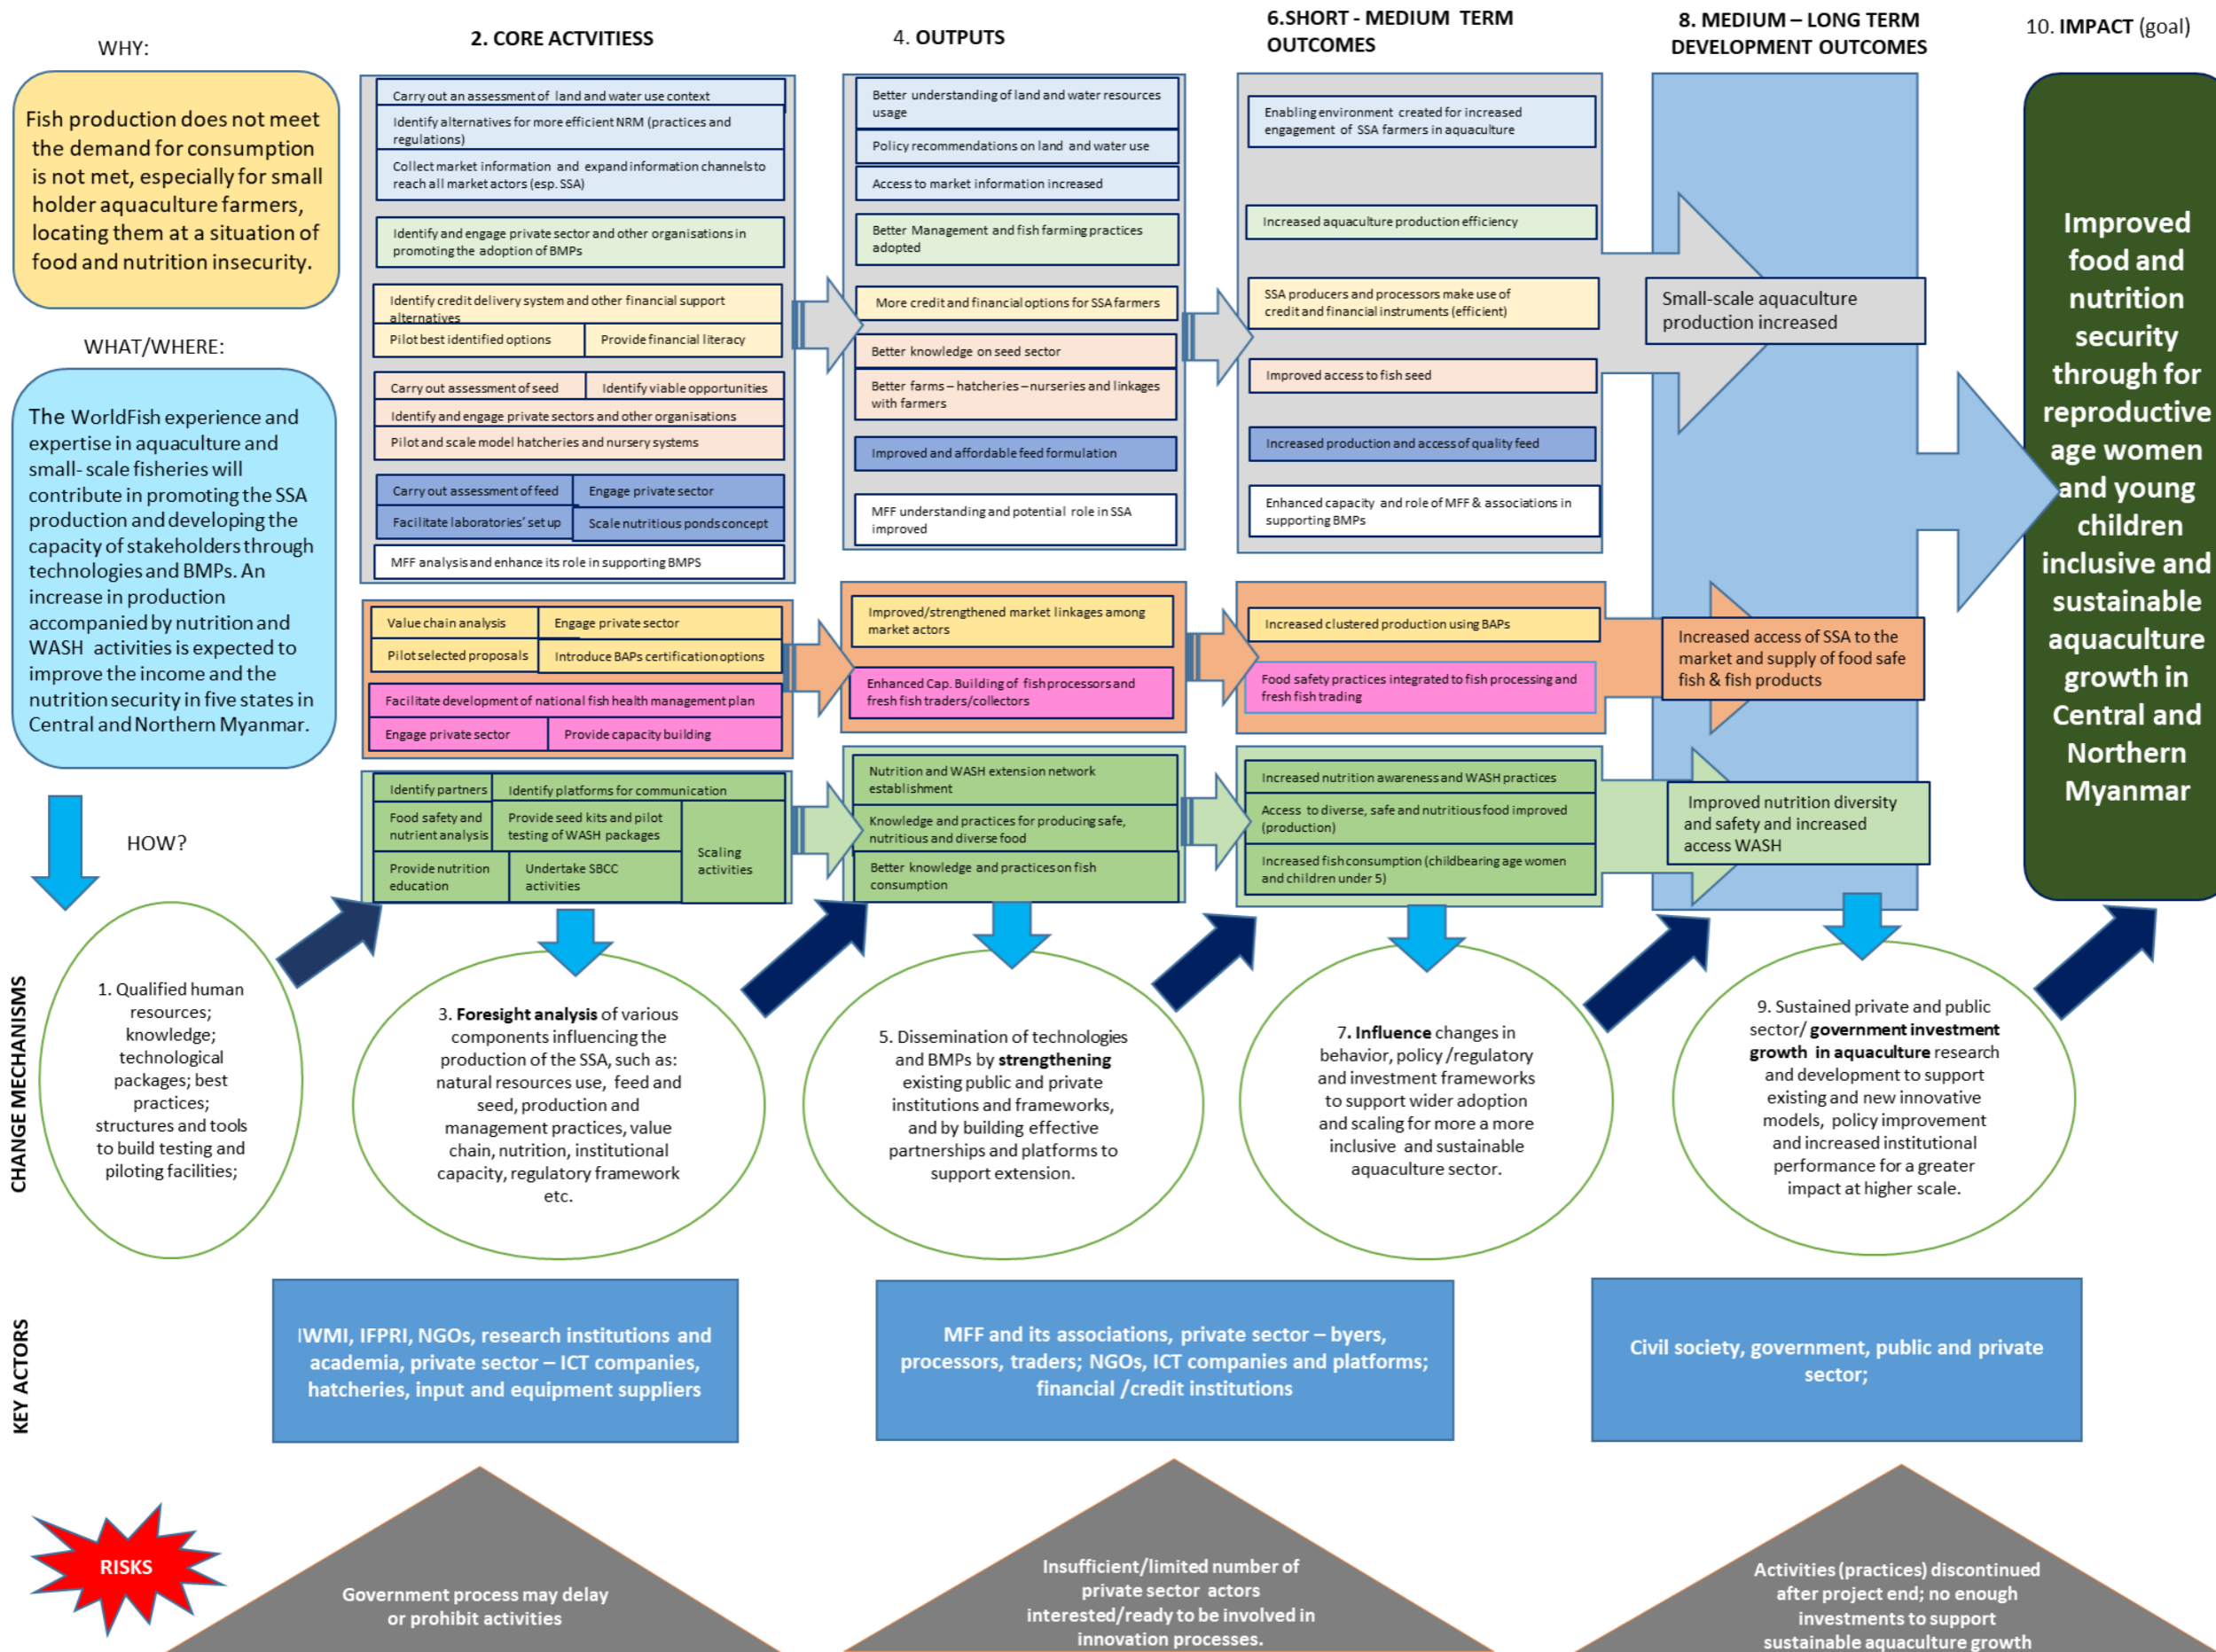 WHY:
Fish production does not meet
the demand for consumption
is not met, especially for small
holder aquaculture farmers,
locating them at a situation of
food and nutrition insecurity.
WHAT/WHERE:
The WorldFish experience and
expertise in aquaculture and
small- scale fisheries will
contribute in promoting the SSA
production and developing the
capacity of stakeholders through
technologies and BMPs. An
increase in production
accompanied by nutrition and
WASH activities is expected to
improve the income and the
nutrition security in five states in
Central and Northern Myanmar.
HOW?
2. CORE ACTVITIESS
Carry out an assessment of land and water use context
Identify alternatives for more efficient NRM (practices and
regulations)
Collect market information and expand information channels to
reach all market actors (esp. SSA)
Identify and engage private sector and other organisations in
promoting the adoption of BMPs
Identify credit delivery system and other financial support
alternatives
Pilot best identified options
Provide financial literacy
Carry out assessment of seed
Identify viable opportunities
Identify and engage private sectors and other organisations
Pilot and scale model hatcheries and nursery systems
Carry out assessment of feed
Engage private sector
Facilitate laboratories' set up
Scale nutritious ponds concept
MFF analysis and enhance its role in supporting BMPS
Value chain analysis
Engage private sector
Pilot selected proposals
Introduce BAPs certification options
Facilitate development of national fish health management plan
Engage private sector
Provide capacity building
Identify partners
Identify platforms for communication
Food safety and
nutrient analysis
Provide seed kits and pilot
testing of WASH packages
Scaling
activities
Provide nutrition
education
Undertake SBCC
activities
4. OUTPUTS
Better understanding of land and water resources
usage
Policy recommendations on land and water use
Access to market information increased
Better Management and fish farming practices
adopted
More credit and financial options for SSA farmers
Better knowledge on seed sector
Better farms – hatcheries – nurseries and linkages
with farmers
Improved and affordable feed formulation
MFF understanding and potential role in SSA
improved
Improved/strengthened market linkages among
market actors
Enhanced Cap. Building of fish processors and
fresh fish traders/collectors
Nutrition and WASH extension network
establishment
Knowledge and practices for producing safe,
nutritious and diverse food
Better knowledge and practices on fish
consumption
6.SHORT - MEDIUM TERM
OUTCOMES
Enabling environment created for increased
engagement of SSA farmers in aquaculture
Increased aquaculture production efficiency
SSA producers and processors make use of
credit and financial instruments (efficient)
Improved access to fish seed
Increased production and access of quality feed
Enhanced capacity and role of MFF & associations in
supporting BMPs
Increased clustered production using BAPs
Food safety practices integrated to fish processing and
fresh fish trading
Increased nutrition awareness and WASH practices
Access to diverse, safe and nutritious food improved
(production)
Increased fish consumption (childbearing age women
and children under 5)
8. MEDIUM – LONG TERM
DEVELOPMENT OUTCOMES
Small-scale aquaculture
production increased
Increased access of SSA to the
market and supply of food safe
fish & fish products
Improved nutrition diversity
and safety and increased
access WASH
10. IMPACT (goal)
Improved
food and
nutrition
security
through for
reproductive
age women
and young
children
inclusive and
sustainable
aquaculture
growth in
Central and
Northern
Myanmar
CHANGE MECHANISMS
1. Qualified human
resources;
knowledge;
technological
packages; best
practices;
structures and tools
to build testing and
piloting facilities;
3. Foresight analysis of various
components influencing the
production of the SSA, such as:
natural resources use, feed and
seed, production and
management practices, value
chain, nutrition, institutional
capacity, regulatory framework
etc.
5. Dissemination of technologies
and BMPs by strengthening
existing public and private
institutions and frameworks,
and by building effective
partnerships and platforms to
support extension.
7. Influence changes in
behavior, policy /regulatory
and investment frameworks
to support wider adoption
and scaling for more a more
inclusive and sustainable
aquaculture sector.
9. Sustained private and public
sector/ government investment
growth in aquaculture research
and development to support
existing and new innovative
models, policy improvement
and increased institutional
performance for a greater
impact at higher scale.
KEY ACTORS
IWMI, IFPRI, NGOs, research institutions and
academia, private sector – ICT companies,
hatcheries, input and equipment suppliers
MFF and its associations, private sector – byers,
processors, traders; NGOs, ICT companies and platforms;
financial /credit institutions
Civil society, government, public and private
sector;
RISKS
Government process may delay
or prohibit activities
Insufficient/limited number of
private sector actors
interested/ready to be involved in
innovation processes.
Activities (practices) discontinued
after project end; no enough
investments to support
sustainable aquaculture growth